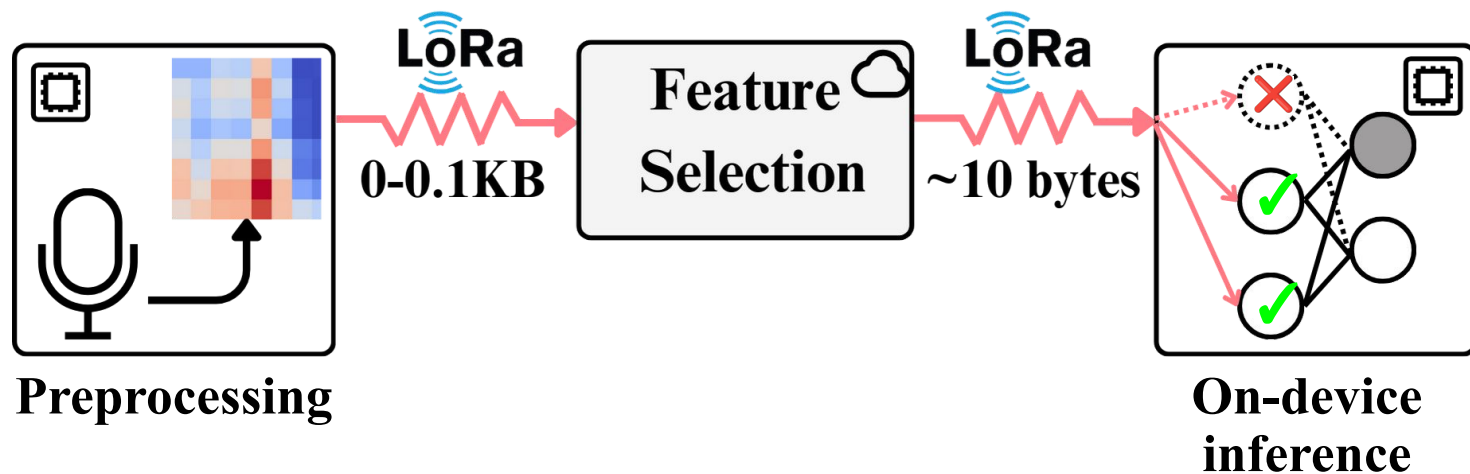 LoRa
LoRa
Feature
Selection
0-0.1KB
~10 bytes
Preprocessing
On-device
inference